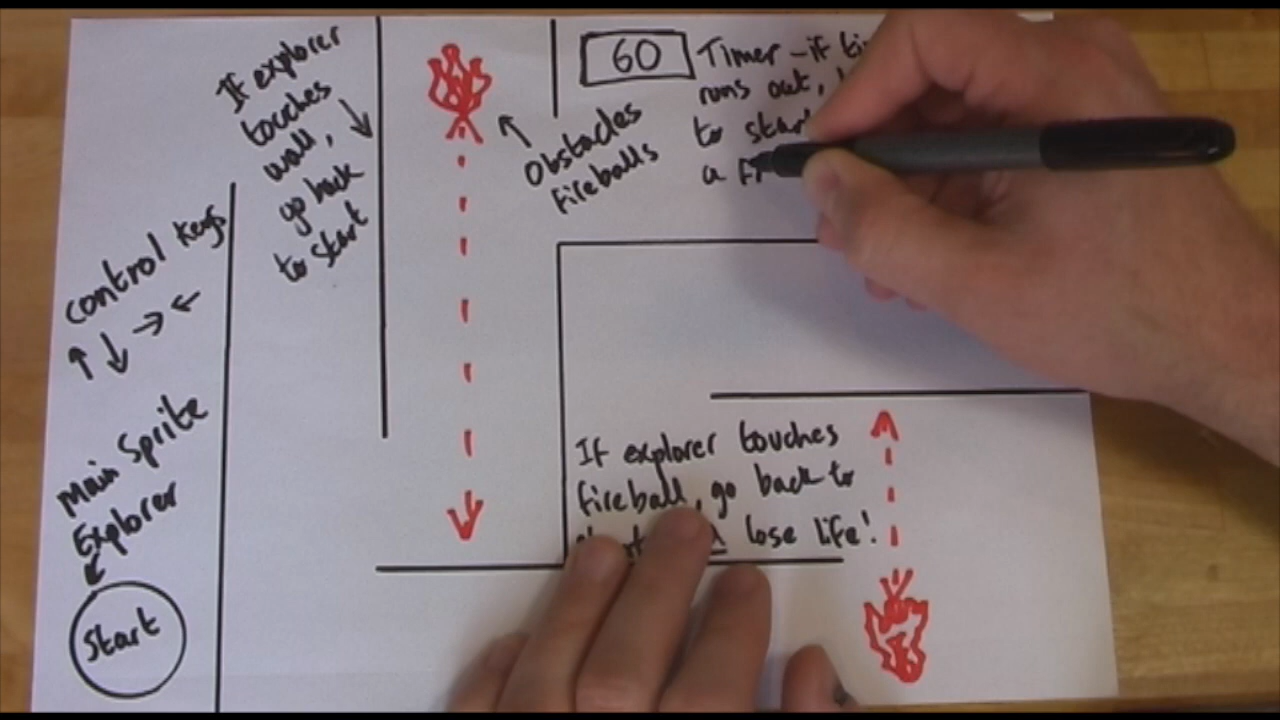 If explorer
touches
wall,
go back
to start
Obstacles
fireballs
60
Timer - if
runs out,
to start
a
Control keys
↑ ↓ → ←
Main Sprite
Explorer
Start
If explorer touches
fireball, go back to
lose life!